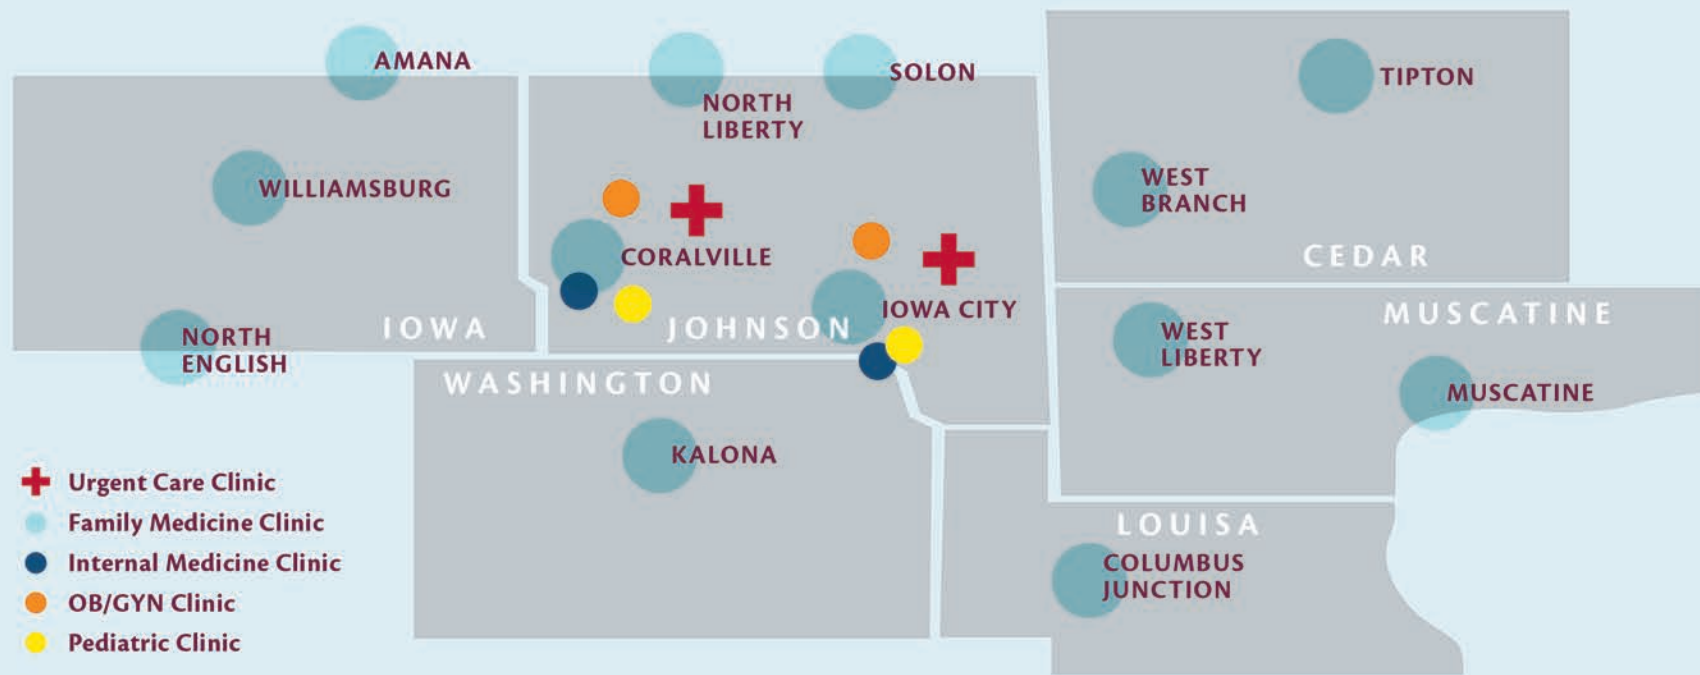 AMANA
SOLON
TIPTON
NORTH
LIBERTY
WILLIAMSBURG
WEST
BRANCH
CORALVILLE
CEDAR
IOWA CITY
MUSCATINE
NORTH
ENGLISH
IOWA
JOHNSON
WEST
LIBERTY
WASHINGTON
MUSCATINE
KALONA
LOUISA
COLUMBUS
JUNCTION
Urgent Care Clinic
Family Medicine Clinic
Internal Medicine Clinic
OB/GYN Clinic
Pediatric Clinic